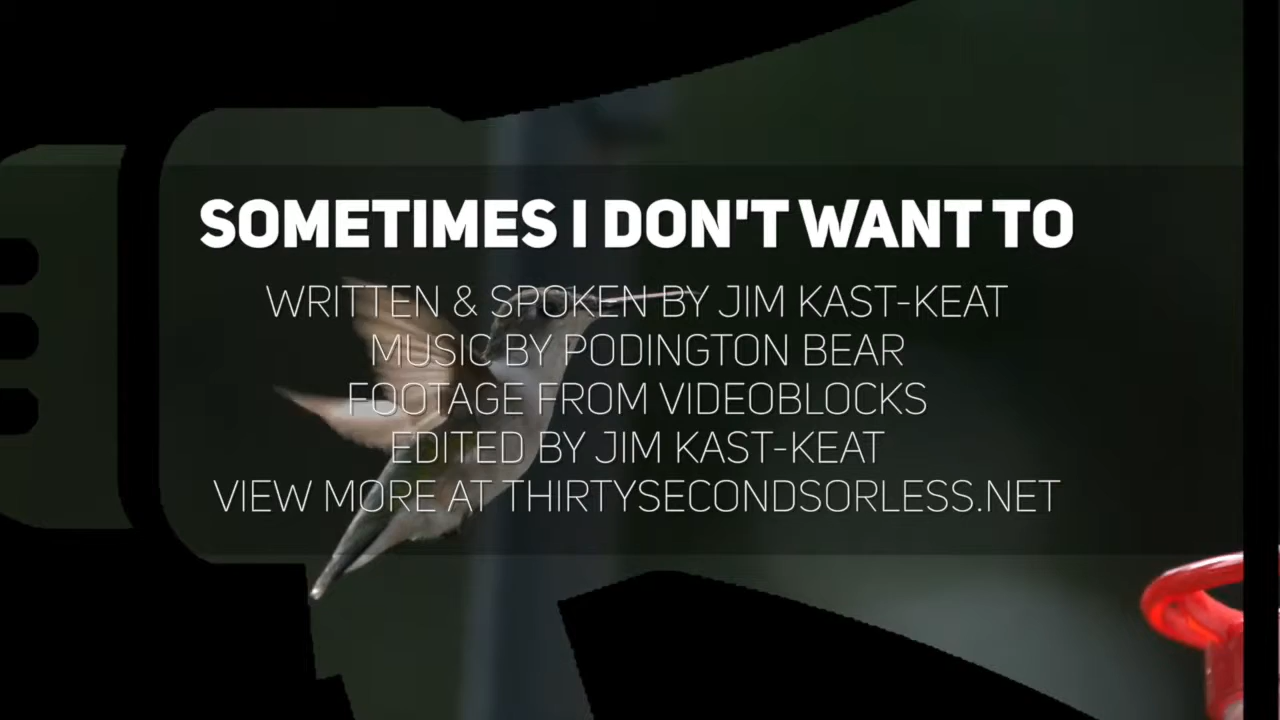 SOMETIMES I DON'T WANT TO
WRITTEN & SPOKEN BY JIM KAST-KEAT
MUSIC BY PODINGTON BEAR
FOOTAGE FROM VIDEOBLOCKS
EDITED BY JIM KAST-KEAT
VIEW MORE AT THIRTYSECONDSORLESS.NET